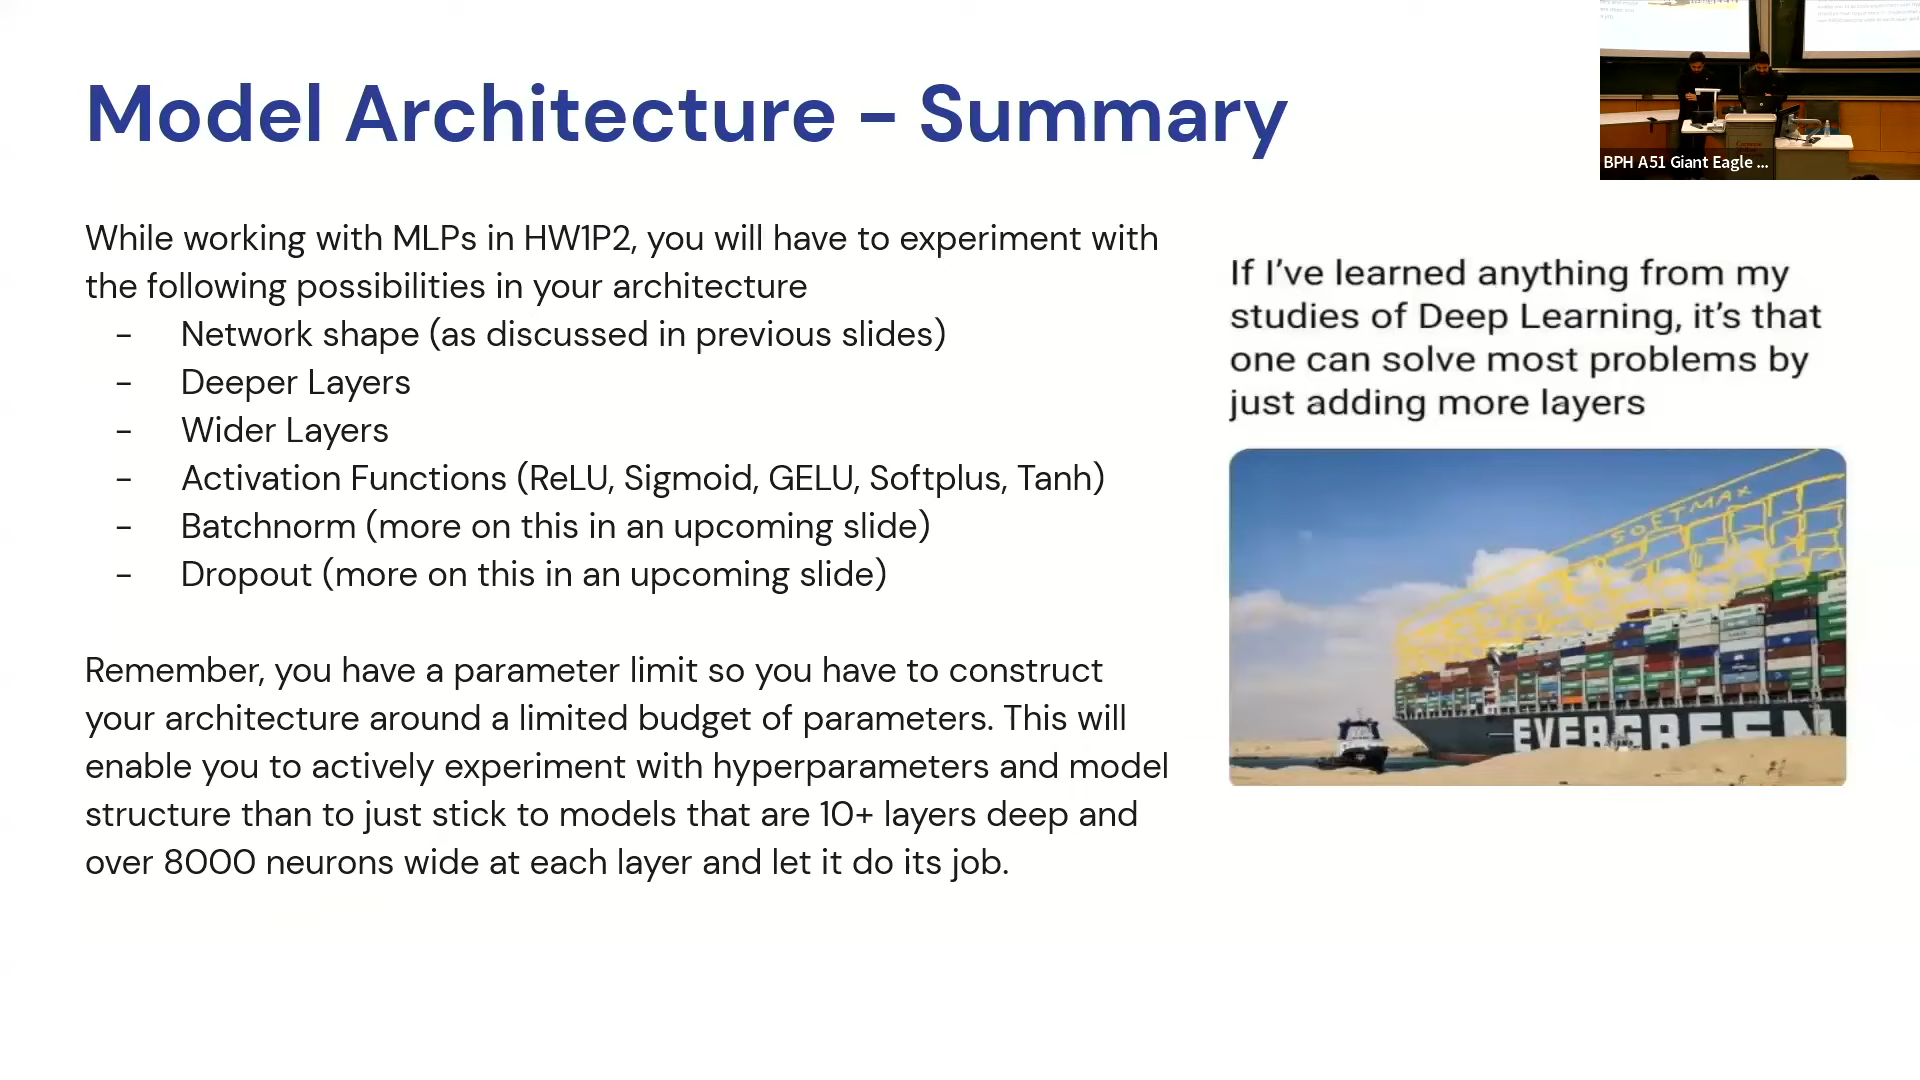 Model Architecture - Summary
BPH A51 Giant Eagle ...
While working with MLPs in HW1P2, you will have to experiment with
the following possibilities in your architecture
- Network shape (as discussed in previous slides)
- Deeper Layers
- Wider Layers
- Activation Functions (ReLU, Sigmoid, GELU, Softplus, Tanh)
- Batchnorm (more on this in an upcoming slide)
- Dropout (more on this in an upcoming slide)
Remember, you have a parameter limit so you have to construct
your architecture around a limited budget of parameters. This will
enable you to actively experiment with hyperparameters and model
structure than to just stick to models that are 10+ layers deep and
over 8000 neurons wide at each layer and let it do its job.
If I've learned anything from my
studies of Deep Learning, it's that
one can solve most problems by
just adding more layers
SOFTMAX
EVERGREEN